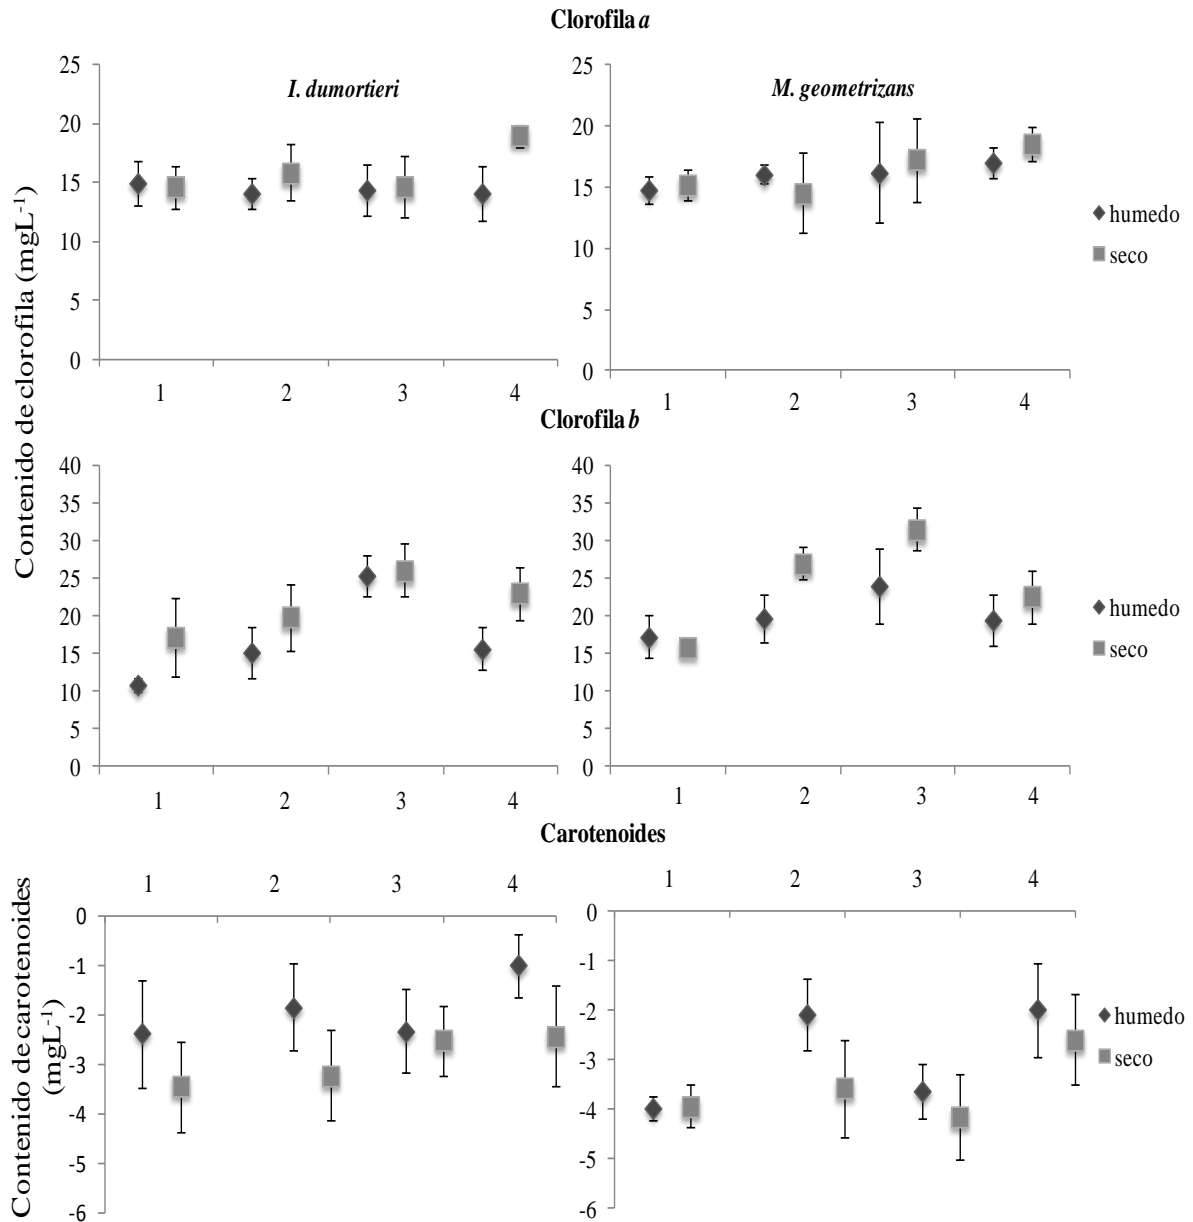 Clorofila a
I. dumortieri
M. geometrizans
Contenido de clorofila (mgL-1)
25
20
15
10
5
0
1 2 3 4
25
20
15
10
5
0
1 2 3 4
humedo
seco
Clorofila b
40
35
30
25
20
15
10
5
0
1 2 3 4
40
35
30
25
20
15
10
5
0
1 2 3 4
humedo
seco
Carotenoides
Contenido de carotenoides
(mgL-1)
1 2 3 4
0
-1
-2
-3
-4
-5
-6
1 2 3 4
0
-1
-2
-3
-4
-5
-6
humedo
seco